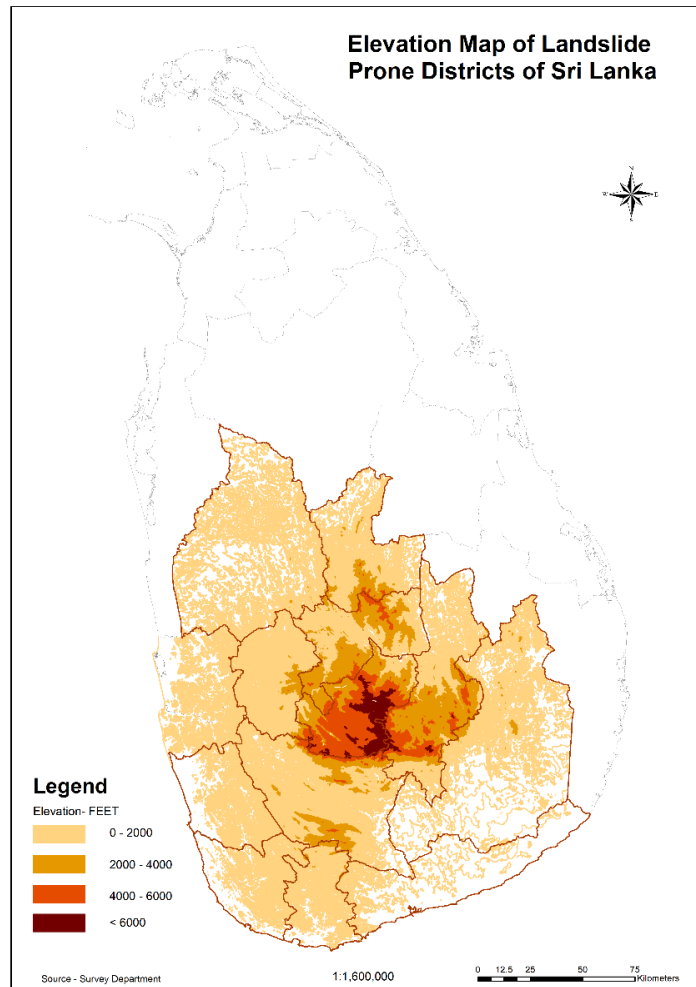 Elevation Map of Landslide
Prone Districts of Sri Lanka
N
W E
S
Legend
Elevation- FEET
0 - 2000
2000 - 4000
4000 - 6000
< 6000
Source - Survey Department
1:1,600,000
0 12.5 25 50 75
Kilometers